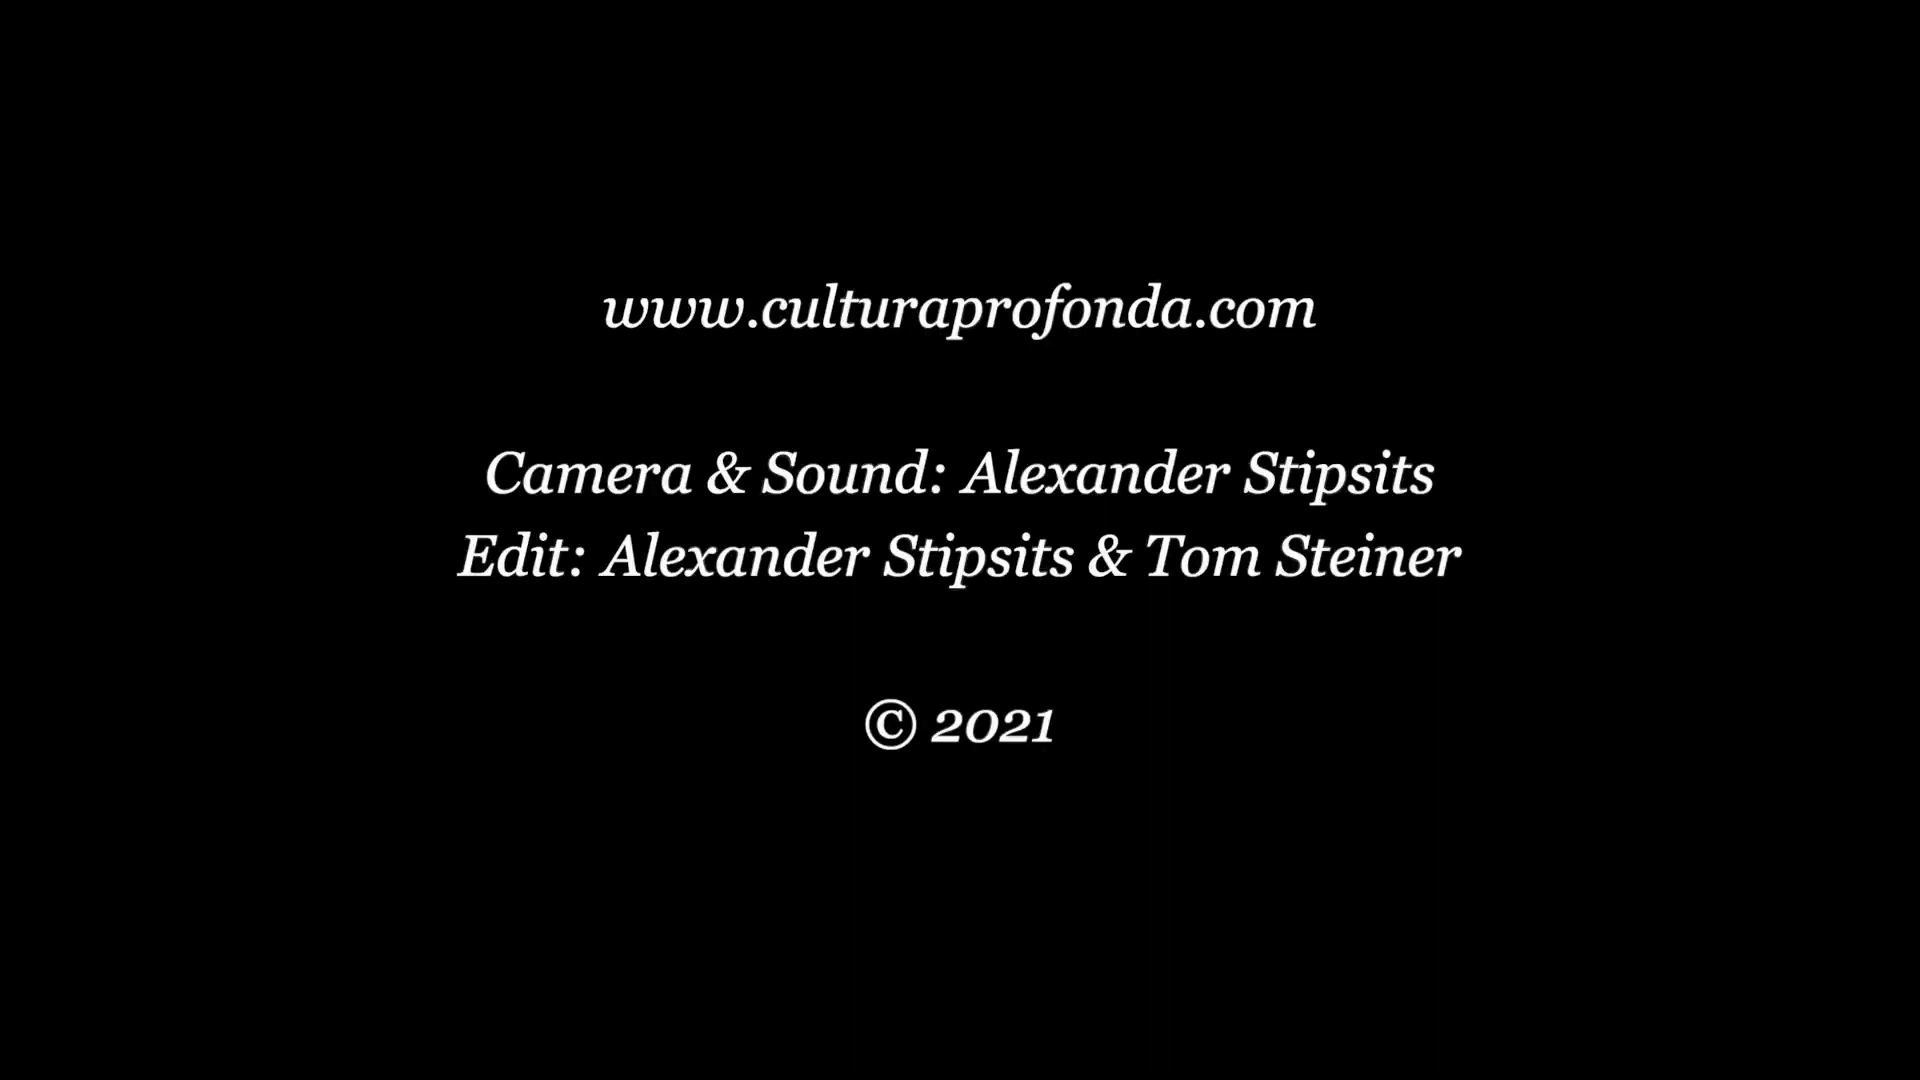 www.culturaprofonda.com
Camera & Sound: Alexander Stipsits
Edit: Alexander Stipsits & Tom Steiner
© 2021